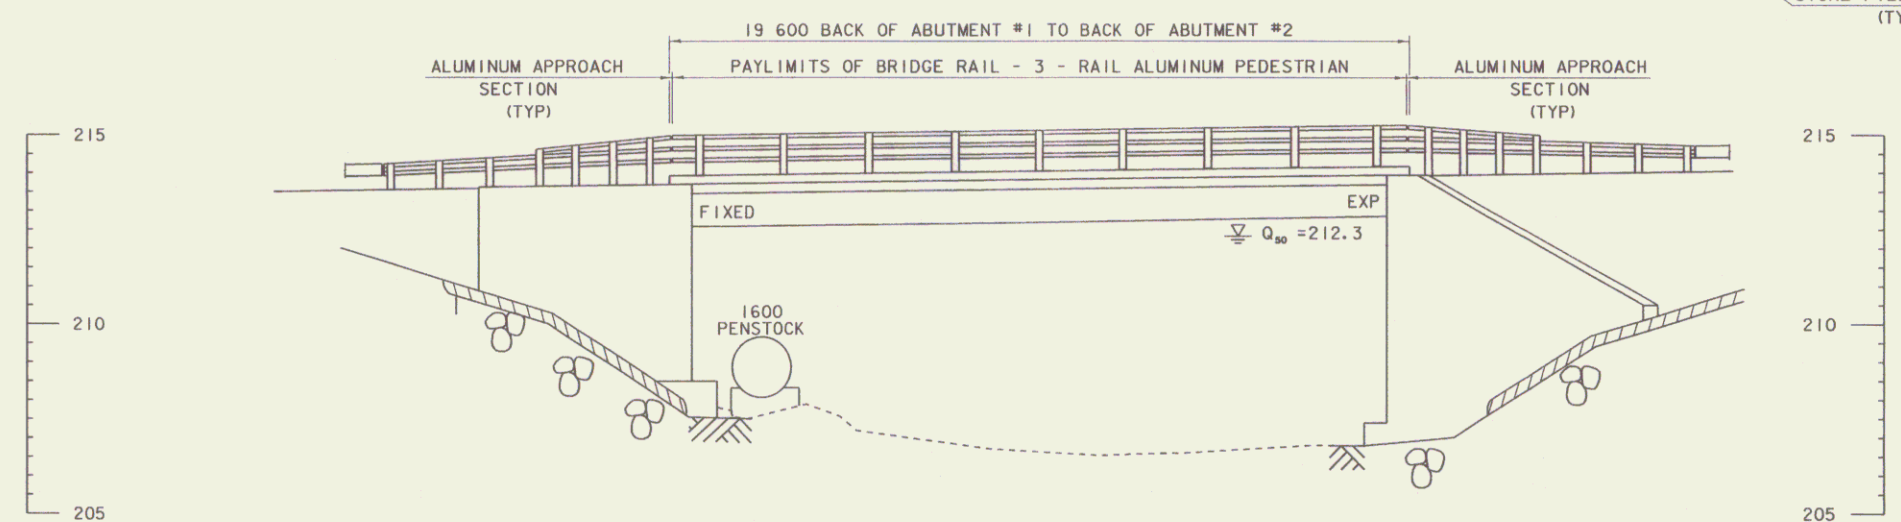 (TY
19 600 BACK OF ABUTMENT #1 TO BACK OF ABUTMENT #2
ALUMINUM APPROACH
SECTION
(TYP)
PAYLIMITS OF BRIDGE RAIL - 3 - RAIL ALUMINUM PEDESTRIAN
ALUMINUM APPROACH
SECTION
(TYP)
215
215
FIXED
EXP
Q50 =212.3
1600
PENSTOCK
210
210
205
205